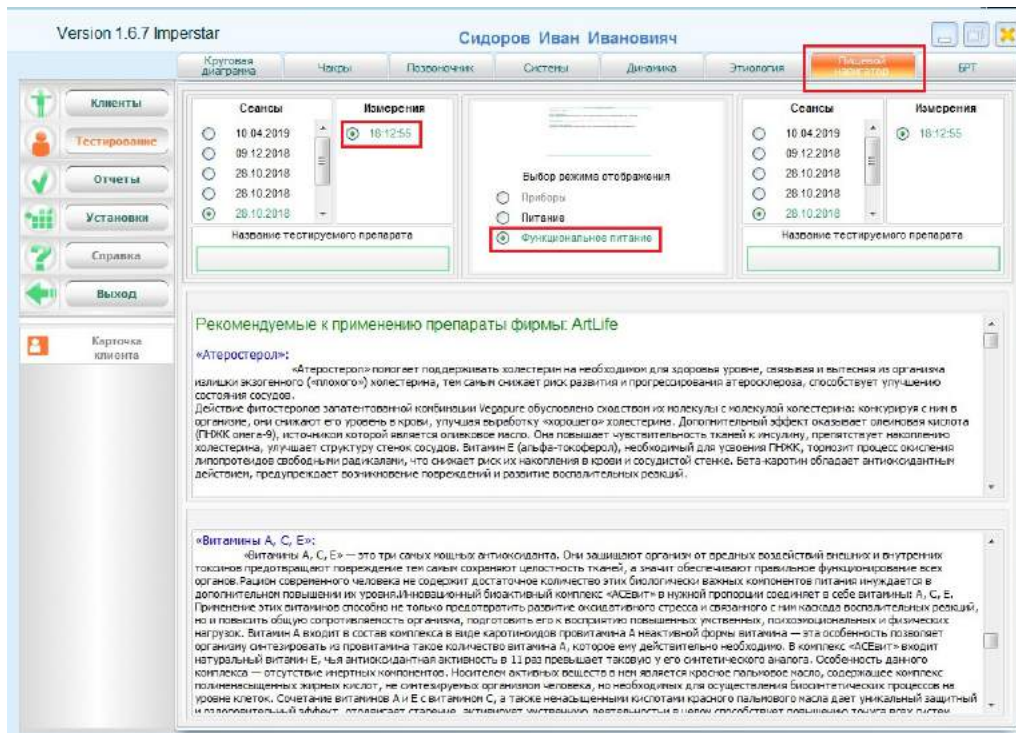 Version 1.6.7 Imperstar
Сидоров Иван Иванович
Круговая диаграмма
Чакры
Позвоночник
Системы
Динамика
Этиология
Пищевой навигатор
БРТ
Клиенты
Тестирование
Отчеты
Установки
Справка
Выход
Карточка клиента
Сеансы
Измерения
10.04.2019
18:12:55
09.12.2018
28.10.2018
28.10.2018
28.10.2018
Название тестируемого препарата
Выбор режима отображения
Приборы
Питание
Функциональное питание
Сеансы
Измерения
10.04.2019
18:12:55
09.12.2018
28.10.2018
28.10.2018
28.10.2018
Название тестируемого препарата
Рекомендуемые к применению препараты фирмы: ArtLife
«Атеростерол»:
«Атеростерол» помогает поддерживать холестерин на необходимом для здоровья уровне, связывая и вытесняя из организма
излишки экзогенного («плохого») холестерина, тем самым снижает риск развития и прогрессирования атеросклероза, способствует улучшению
состояния сосудов.
Действие фитостеролов запатентованной комбинации Vegapure обусловлено сходством их молекулы с молекулой холестерина: конкурируя с ним в
организме, они снижают его уровень в крови, улучшая выработку «хорошего» холестерина. Дополнительный эффект оказывает олеиновая кислота
(ПНЖК омега-9), источником которой является оливковое масло. Она повышает чувствительность тканей к инсулину, препятствует накоплению
холестерина, улучшает структуру стенок сосудов. Витамин Е (альфа-токоферол), необходимый для усвоения ПНЖК, тормозит процесс окисления
липопротеидов свободными радикалами, что снижает риск их накопления в крови и сосудистой стенке. Бета-каротин обладает антиоксидантным
действием, предупреждает возникновение повреждений и развитие воспалительных реакций.
«Витамины А, С, Е»:
«Витамины А, С, Е» — это три самых мощных антиоксиданта. Они защищают организм от вредных воздействий внешних и внутренних
токсинов предотвращают повреждение тем самым сохраняют целостность тканей, а значит обеспечивают правильное функционирование всех
органов.Рацион современного человека не содержит достаточное количество этих биологически важных компонентов питания инуждается в
дополнительном повышении их уровня.Инновационный биоактивный комплекс «АСЕвит» в нужной пропорции соединяет в себе витамины: А, С, Е.
Применение этих витаминов способно не только предотвратить развитие оксидативного стресса и связанного с ним каскада воспалительных реакций,
но и повысить общую сопротивляемость организма, подготовить его к восприятию повышенных умственных, психоэмоциональных и физических
нагрузок. Витамин А входит в состав комплекса в виде каротиноидов провитамина А неактивной формы витамина — эта особенность позволяет
организму синтезировать из провитамина такое количество витамина А, которое ему действительно необходимо. В комплекс «АСЕвит» входит
натуральный витамин Е, чья антиоксидантная активность в 11 раз превышает таковую у его синтетического аналога. Особенность данного
комплекса — отсутствие инертных компонентов. Носителем активных веществ в нем является красное пальмовое масло, содержащее комплекс
полиненасыщенных жирных кислот, не синтезируемых организмом человека, но необходимых для осуществления биосинтетических процессов на
уровне клеток. Сочетание витаминов А и Е с витамином С, а также ненасыщенными кислотами красного пальмового масла дает уникальный защитный
и оздоровительный эффект, отодвигает старение, активирует умственную деятельность и в целом способствует повышению тонуса всех систем